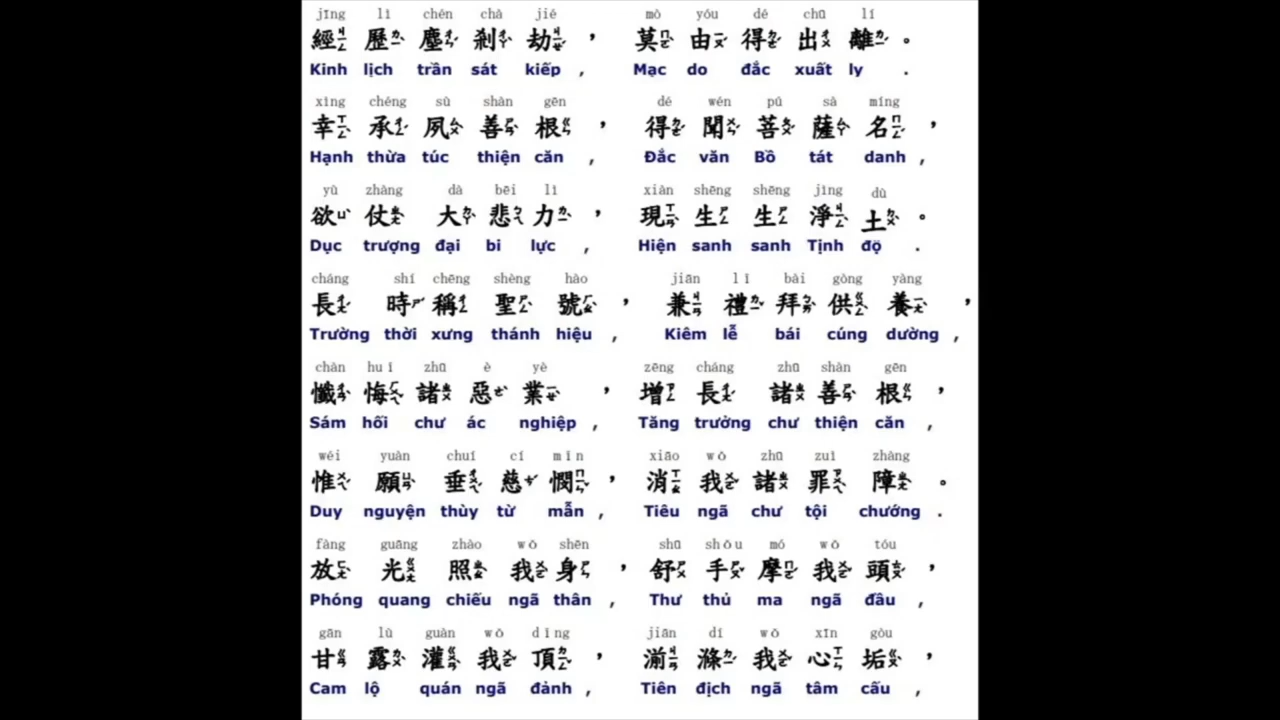 jīng lì chén chà jié mò yóu dé chū lí
經歷塵剎劫，莫由得出離。
Kinh lịch trần sát kiếp , Mạc do đắc xuất ly .
xìng chéng sù shàn gēn dé wén pú sà míng
幸承夙善根，得聞菩薩名，
Hạnh thừa túc thiện căn , Đắc văn Bồ tát danh ,
yù zhàng dà bēi lì xiàn shēng shēng jìng dù
欲仗大悲力，現生生淨土。
Dục trượng đại bi lực , Hiện sanh sanh Tịnh độ .
cháng shí chēng shèng hào jiān lǐ bài gòng yàng
長時稱聖號，兼禮拜供養，
Trường thời xưng thánh hiệu , Kiêm lễ bái cúng dường ,
chàn huǐ zhū è yè zēng cháng zhū shàn gēn
懺悔諸惡業，增長諸善根，
Sám hối chư ác nghiệp , Tăng trưởng chư thiện căn ,
wéi yuàn chuí cí mǐn xiāo wǒ zhū zuì zhàng
惟願垂慈憫，消我諸罪障。
Duy nguyện thùy từ mẫn , Tiêu ngã chư tội chướng .
fàng guāng zhào wǒ shēn shū shǒu mó wǒ tóu
放光照我身，舒手摩我頭，
Phóng quang chiếu ngã thân , Thư thủ ma ngã đầu ,
gān lù guàn wǒ dǐng jiān dí wǒ xīn gòu
甘露灌我頂，湔滌我心垢，
Cam lộ quán ngã đảnh , Tiên địch ngã tâm cấu ,